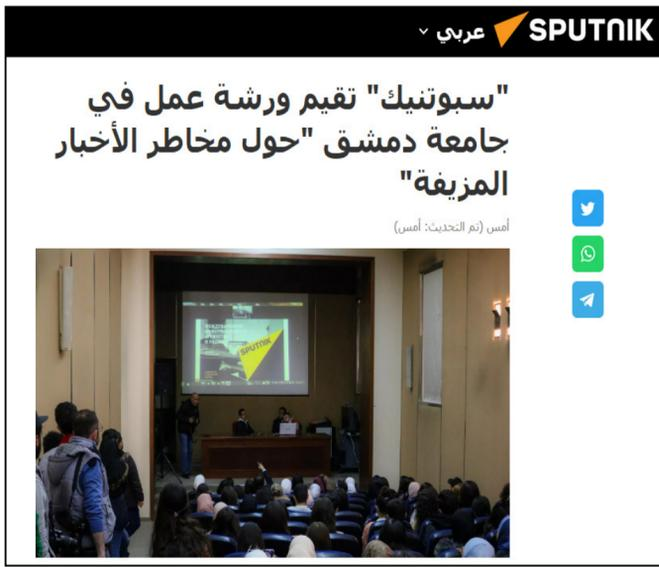 SPUTNIK عربي
"سبوتنيك" تقيم ورشة عمل في
جامعة دمشق "حول مخاطر الأخبار
المزيفة"
أمس (تم التحديث: أمس)
SPUTNIK